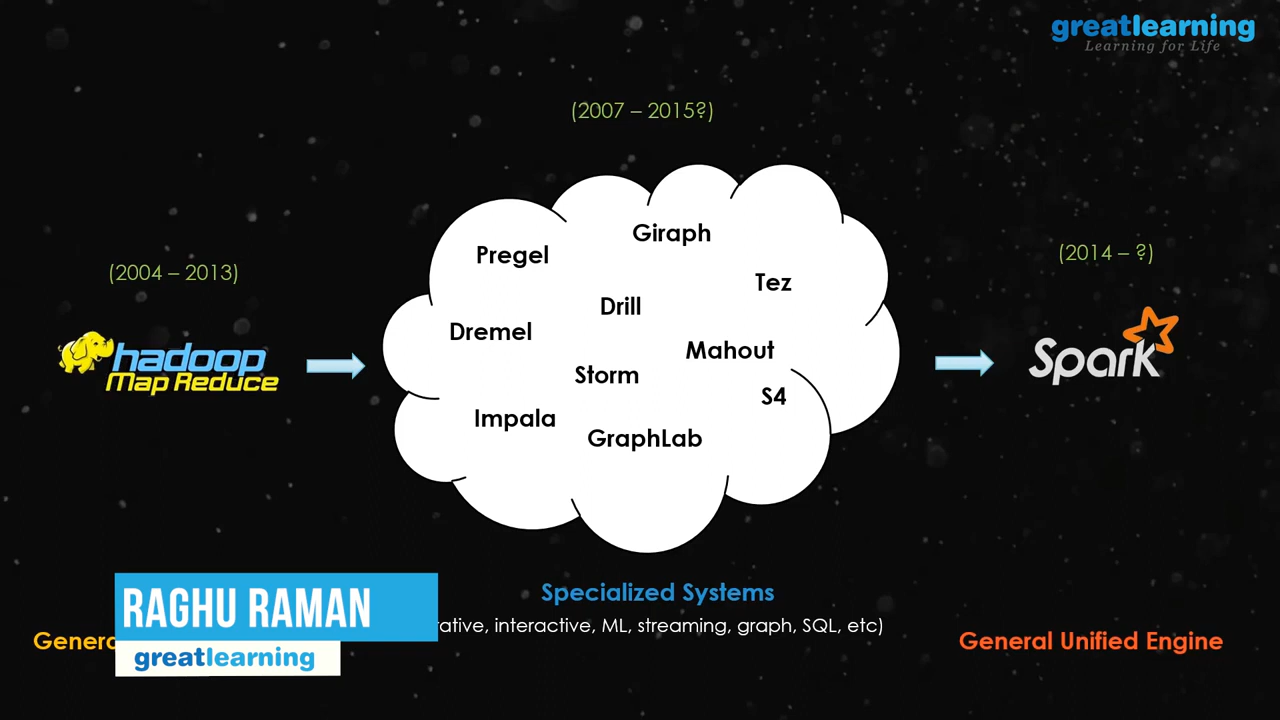 greatlearning
Learning for Life
(2007 – 2015?)
(2004 – 2013)
(2014 – ?)
Pregel
Giraph
Tez
Drill
Dremel
Mahout
Storm
S4
Impala
GraphLab
hadoop
Map Reduce
Spark
Specialized Systems
interactive, ML, streaming, graph, SQL, etc)
General Unified Engine
RAGHU RAMAN
greatlearning